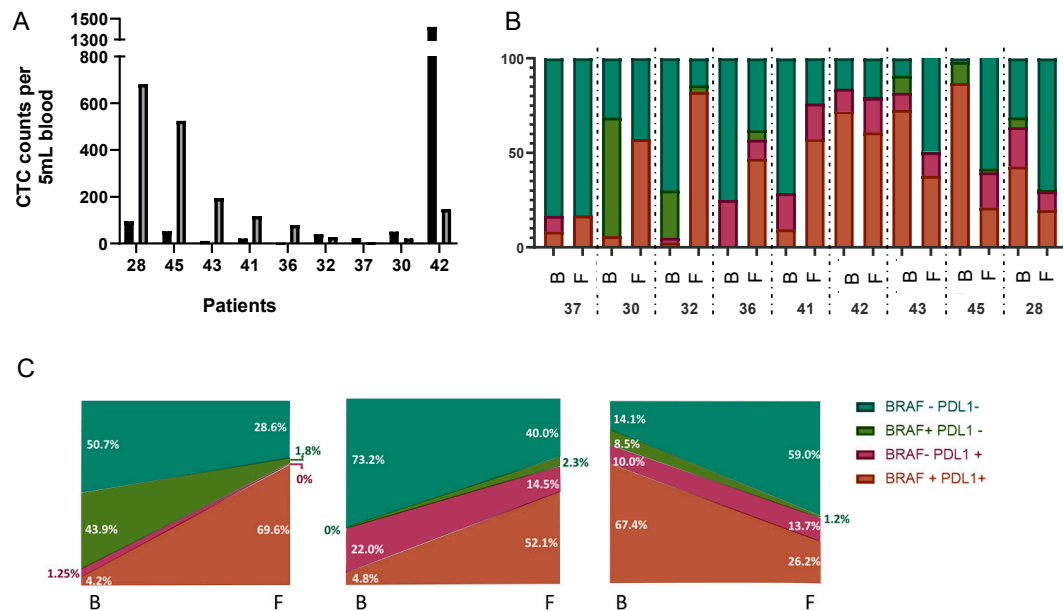 A
CTC counts per
5mL blood
1500
1300
800
600
400
200
0
28 45 43 41 36 32 37 30 42
Patients
B
100
50
0
B F B F B F B F B F B F B F B F B F
37 30 32 36 41 42 43 45 28
C
50.7%
43.9%
1.25%
4.2%
28.6%
1.8%
0%
69.6%
B F
73.2%
0%
22.0%
4.8%
40.0%
2.3%
14.5%
52.1%
B F
14.1%
8.5%
10.0%
67.4%
59.0%
1.2%
13.7%
26.2%
B F
BRAF - PDL1-
BRAF+ PDL1 -
BRAF- PDL1 +
BRAF + PDL1+